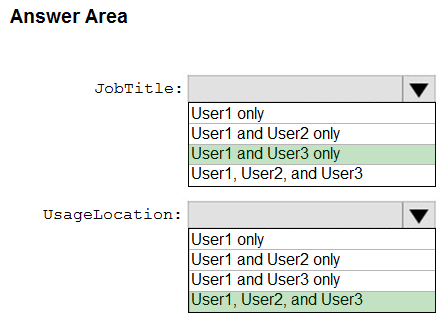 Answer Area
JobTitle:
User1 only
User1 and User2 only
User1 and User3 only
User1, User2, and User3
UsageLocation:
User1 only
User1 and User2 only
User1 and User3 only
User1, User2, and User3